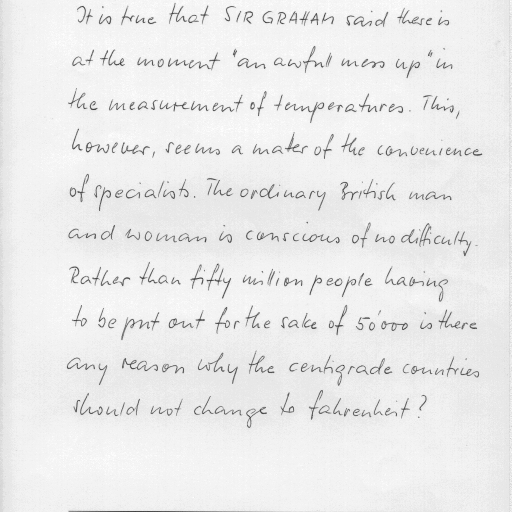 It is true that SIR GRAHAM said there is
at the moment "an awfull mess up" in
the measurement of temperatures. This,
however, seems a matter of the convenience
of specialists. The ordinary British man
and woman is conscious of no difficulty.
Rather than fifty million people having
to be put out for the sake of 50'000 is there
any reason why the centigrade countries
should not change to fahrenheit?